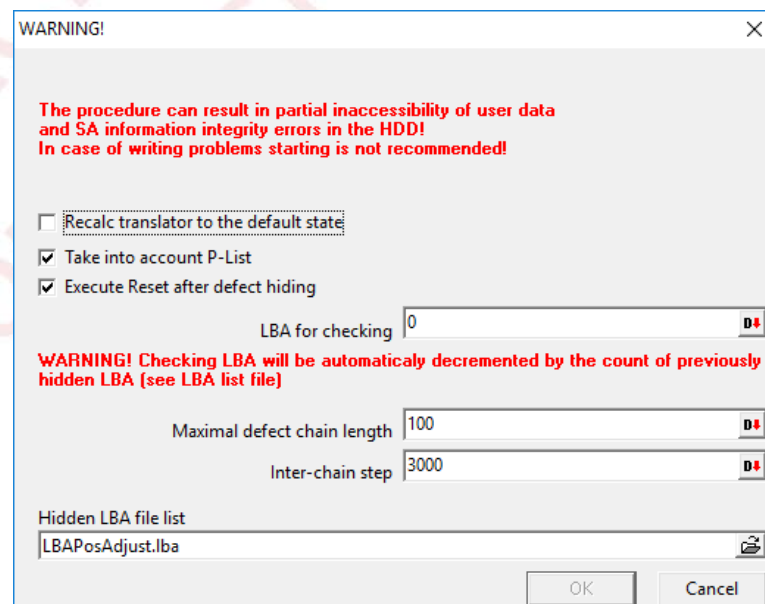 WARNING!
The procedure can result in partial inaccessibility of user data
and SA information integrity errors in the HDD!
In case of writing problems starting is not recommended!
Recalc translator to the default state
Take into account P-List
Execute Reset after defect hiding
LBA for checking 0 D
WARNING! Checking LBA will be automaticaly decremented by the count of previously
hidden LBA (see LBA list file)
Maximal defect chain length 100 D
Inter-chain step 3000 D
Hidden LBA file list
LBAPosAdjust.lba
OK Cancel